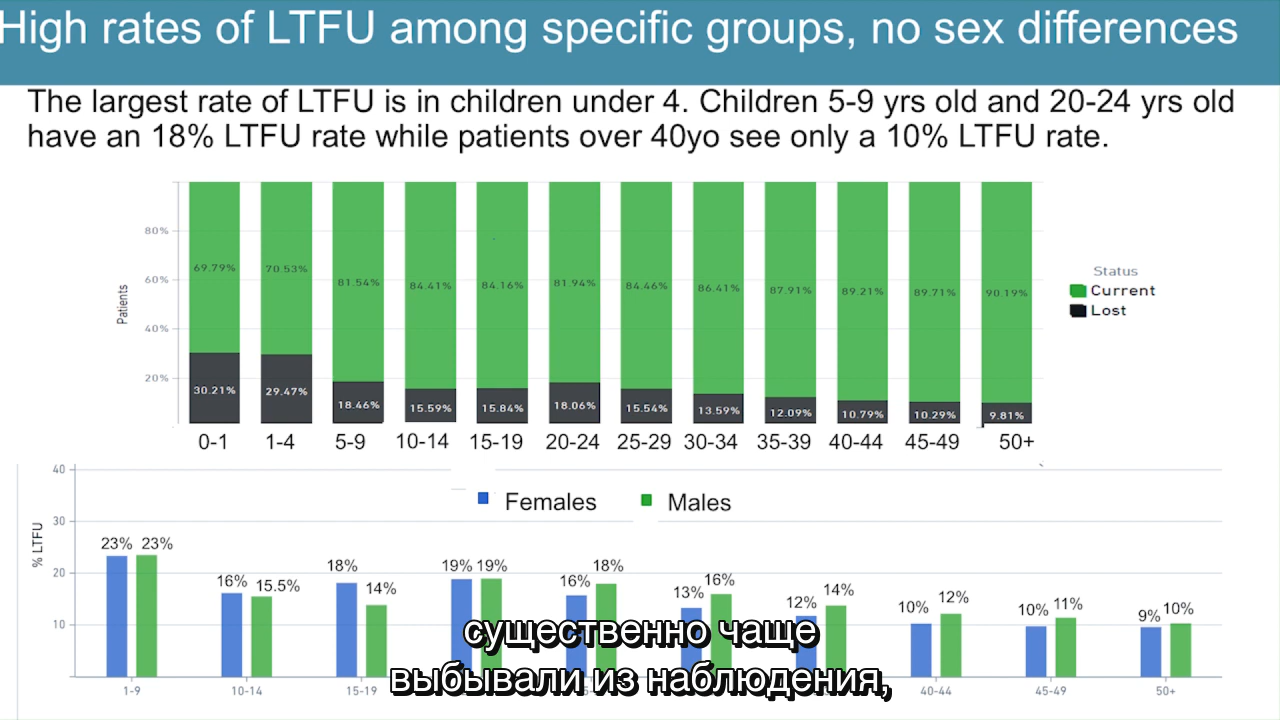 High rates of LTFU among specific groups, no sex differences
The largest rate of LTFU is in children under 4. Children 5-9 yrs old and 20-24 yrs old
have an 18% LTFU rate while patients over 40yo see only a 10% LTFU rate.
80%
60%
40%
20%
Patients
69.79% 70.53% 81.54% 84.41% 84.16% 81.94% 84.46% 86.41% 87.91% 89.21% 89.71% 90.19%
30.21% 29.47% 18.46% 15.59% 15.84% 18.06% 15.54% 13.59% 12.09% 10.79% 10.29% 9.81%
0-1 1-4 5-9 10-14 15-19 20-24 25-29 30-34 35-39 40-44 45-49 50+
Status
Current
Lost
40
30
20
10
% LTFU
Females Males
23% 23% 16% 15.5% 18% 14% 19% 19% 16% 18% 13% 16% 12% 14% 10% 12% 10% 11% 9% 10%
1-9 10-14 15-19 40-44 45-49 50+
существенно чаще
выбывали из наблюдения,